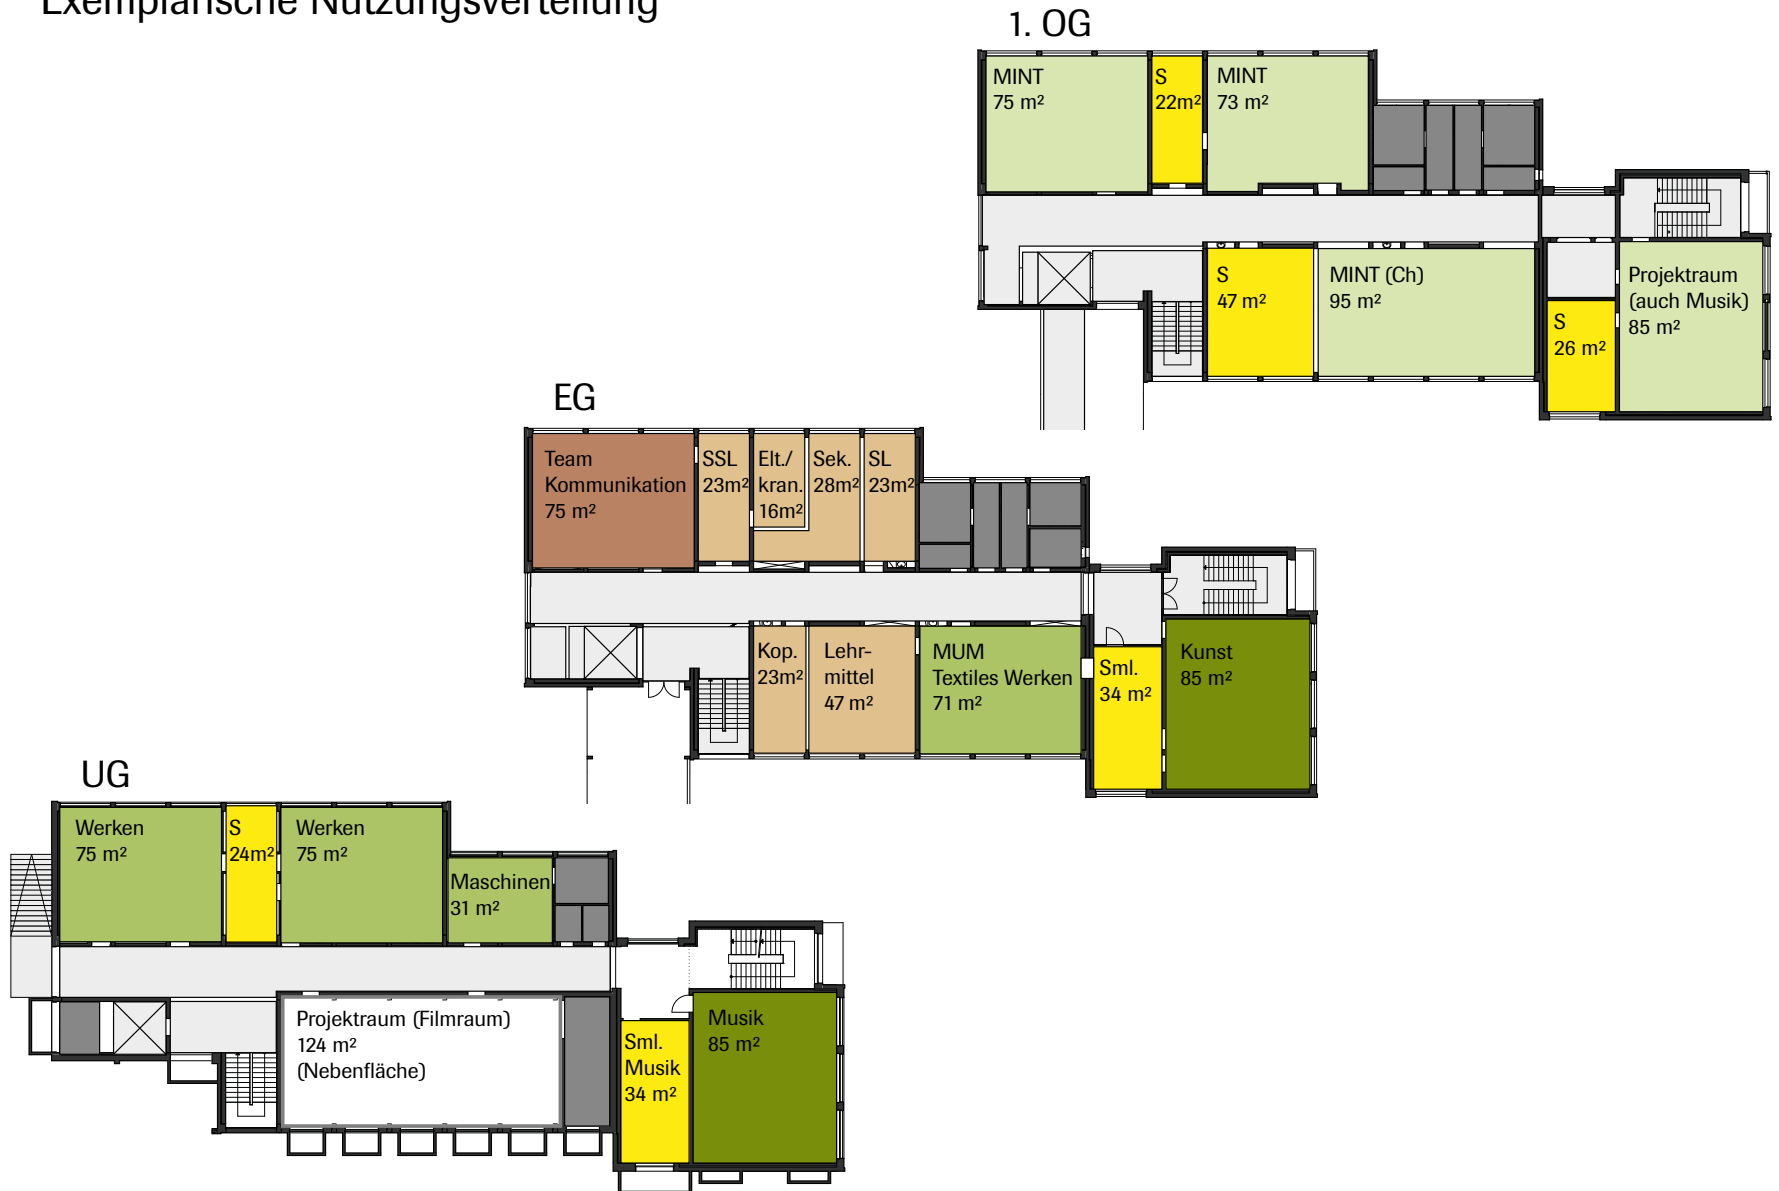 Exemplarische Nutzungsverteilung
1. OG
MINT
75 m²
S
22m²
MINT
73 m²
S
47 m²
MINT (Ch)
95 m²
S
26 m²
Projektraum
(auch Musik)
85 m²
EG
Team
Kommunikation
75 m²
SSL
23m²
Elt./
kran.
16m²
Sek.
28m²
SL
23m²
Kop.
23m²
Lehr-
mittel
47 m²
MUM
Textiles Werken
71 m²
Sml.
34 m²
Kunst
85 m²
UG
Werken
75 m²
S
24m²
Werken
75 m²
Maschinen
31 m²
Projektraum (Filmraum)
124 m²
(Nebenfläche)
Sml.
Musik
34 m²
Musik
85 m²